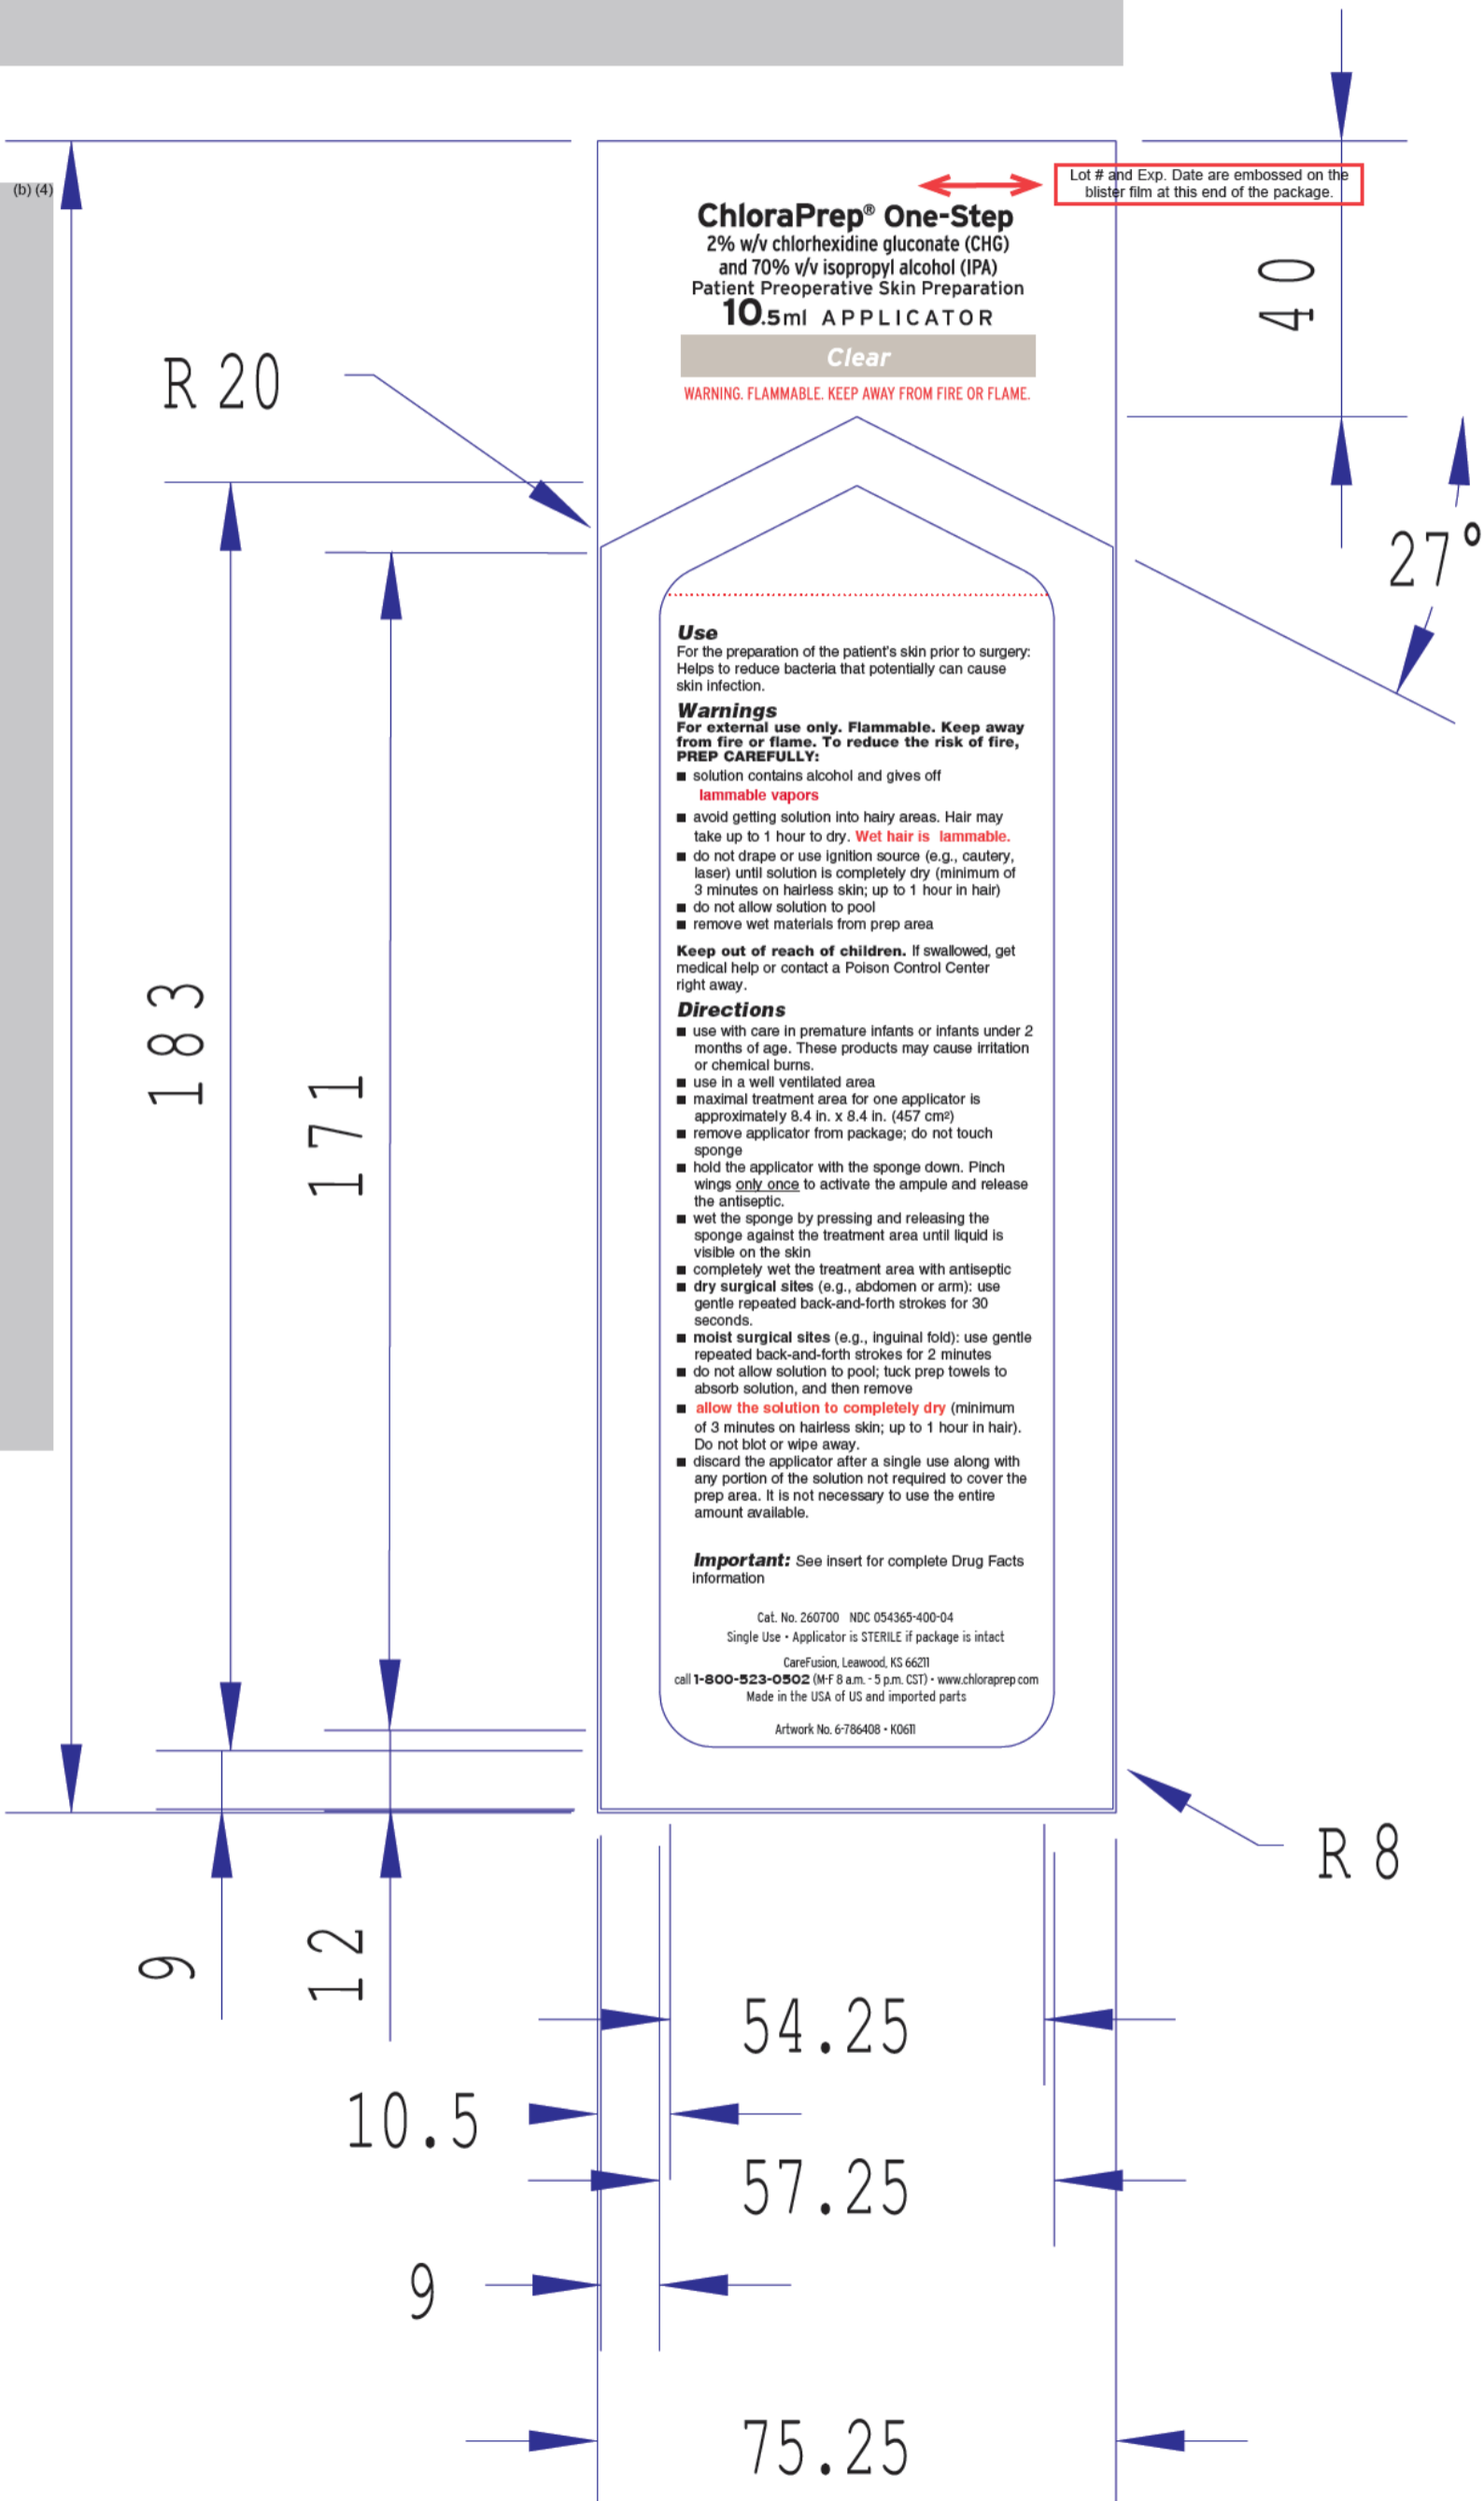 (b) (4)
Lot # and Exp. Date are embossed on the
blister film at this end of the package.
ChloraPrep® One-Step
2% w/v chlorhexidine gluconate (CHG)
and 70% v/v isopropyl alcohol (IPA)
Patient Preoperative Skin Preparation
10.5ml APPLICATOR
Clear
WARNING. FLAMMABLE. KEEP AWAY FROM FIRE OR FLAME.
40
R 20
27°
Use
For the preparation of the patient's skin prior to surgery:
Helps to reduce bacteria that potentially can cause
skin infection.
Warnings
For external use only. Flammable. Keep away
from fire or flame. To reduce the risk of fire,
PREP CAREFULLY:
■ solution contains alcohol and gives off
lammable vapors
■ avoid getting solution into hairy areas. Hair may
take up to 1 hour to dry. Wet hair is lammable.
■ do not drape or use ignition source (e.g., cautery,
laser) until solution is completely dry (minimum of
3 minutes on hairless skin; up to 1 hour in hair)
■ do not allow solution to pool
■ remove wet materials from prep area
Keep out of reach of children. If swallowed, get
medical help or contact a Poison Control Center
right away.
Directions
■ use with care in premature infants or infants under 2
months of age. These products may cause irritation
or chemical burns.
■ use in a well ventilated area
■ maximal treatment area for one applicator is
approximately 8.4 in. x 8.4 in. (457 cm²)
■ remove applicator from package; do not touch
sponge
■ hold the applicator with the sponge down. Pinch
wings only once to activate the ampule and release
the antiseptic.
■ wet the sponge by pressing and releasing the
sponge against the treatment area until liquid is
visible on the skin
■ completely wet the treatment area with antiseptic
■ dry surgical sites (e.g., abdomen or arm): use
gentle repeated back-and-forth strokes for 30
seconds.
■ moist surgical sites (e.g., inguinal fold): use gentle
repeated back-and-forth strokes for 2 minutes
■ do not allow solution to pool; tuck prep towels to
absorb solution, and then remove
■ allow the solution to completely dry (minimum
of 3 minutes on hairless skin; up to 1 hour in hair).
Do not blot or wipe away.
■ discard the applicator after a single use along with
any portion of the solution not required to cover the
prep area. It is not necessary to use the entire
amount available.
Important: See insert for complete Drug Facts
information
Cat. No. 260700 NDC 054365-400-04
Single Use • Applicator is STERILE if package is intact
CareFusion, Leawood, KS 66211
call 1-800-523-0502 (M-F 8 a.m. - 5 p.m. CST) • www.chloraprep.com
Made in the USA of US and imported parts
Artwork No. 6-786408 • K0611
183
171
R 8
9
12
54.25
10.5
57.25
9
75.25